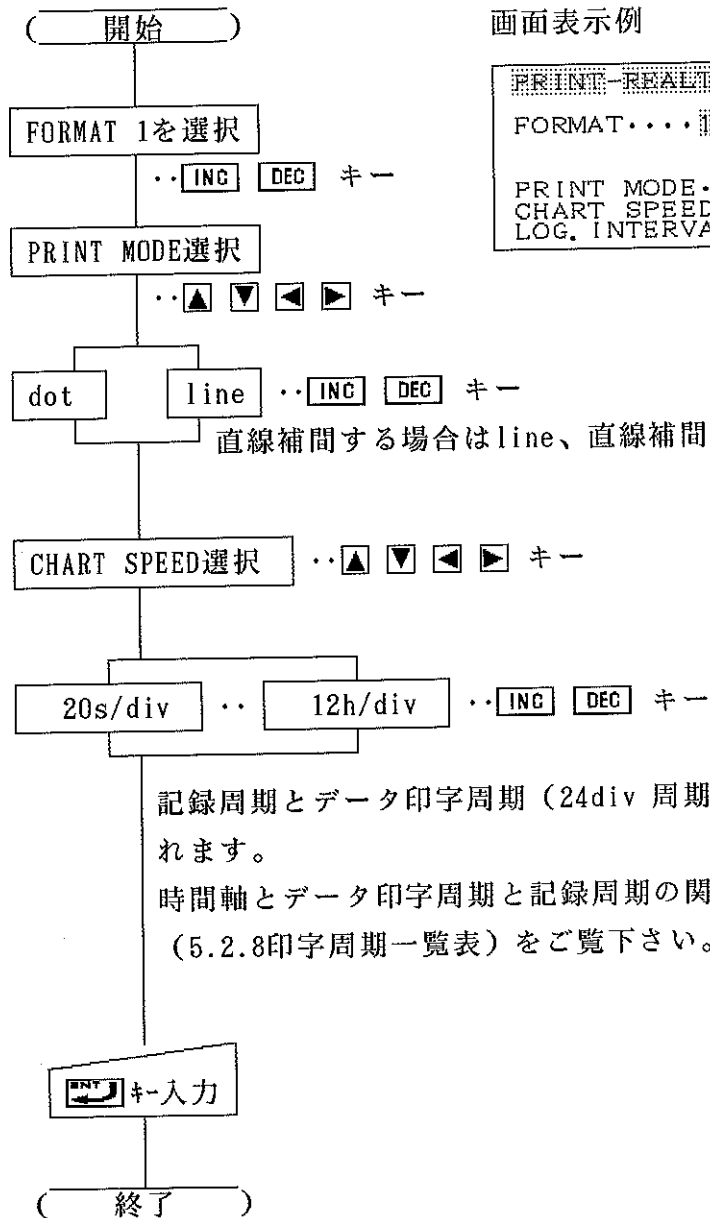 開始
画面表示例
FORMAT 1を選択
‥INC DEC キー
FORMAT‥‥1
PRINT MODE・
CHART SPEED
PRINT MODE選択
‥▲ ▼ ◀ ▶ キー
dot line ‥INC DEC キー
直線補間する場合はline、直線補間
CHART SPEED選択 ‥▲ ▼ ◀ ▶ キー
20s/div ‥ 12h/div ‥INC DEC キー
記録周期とデータ印字周期(24div 周期
れます。
時間軸とデータ印字周期と記録周期の関
(5.2.8印字周期一覧表)をご覧下さい。
ENT キー入力
終了